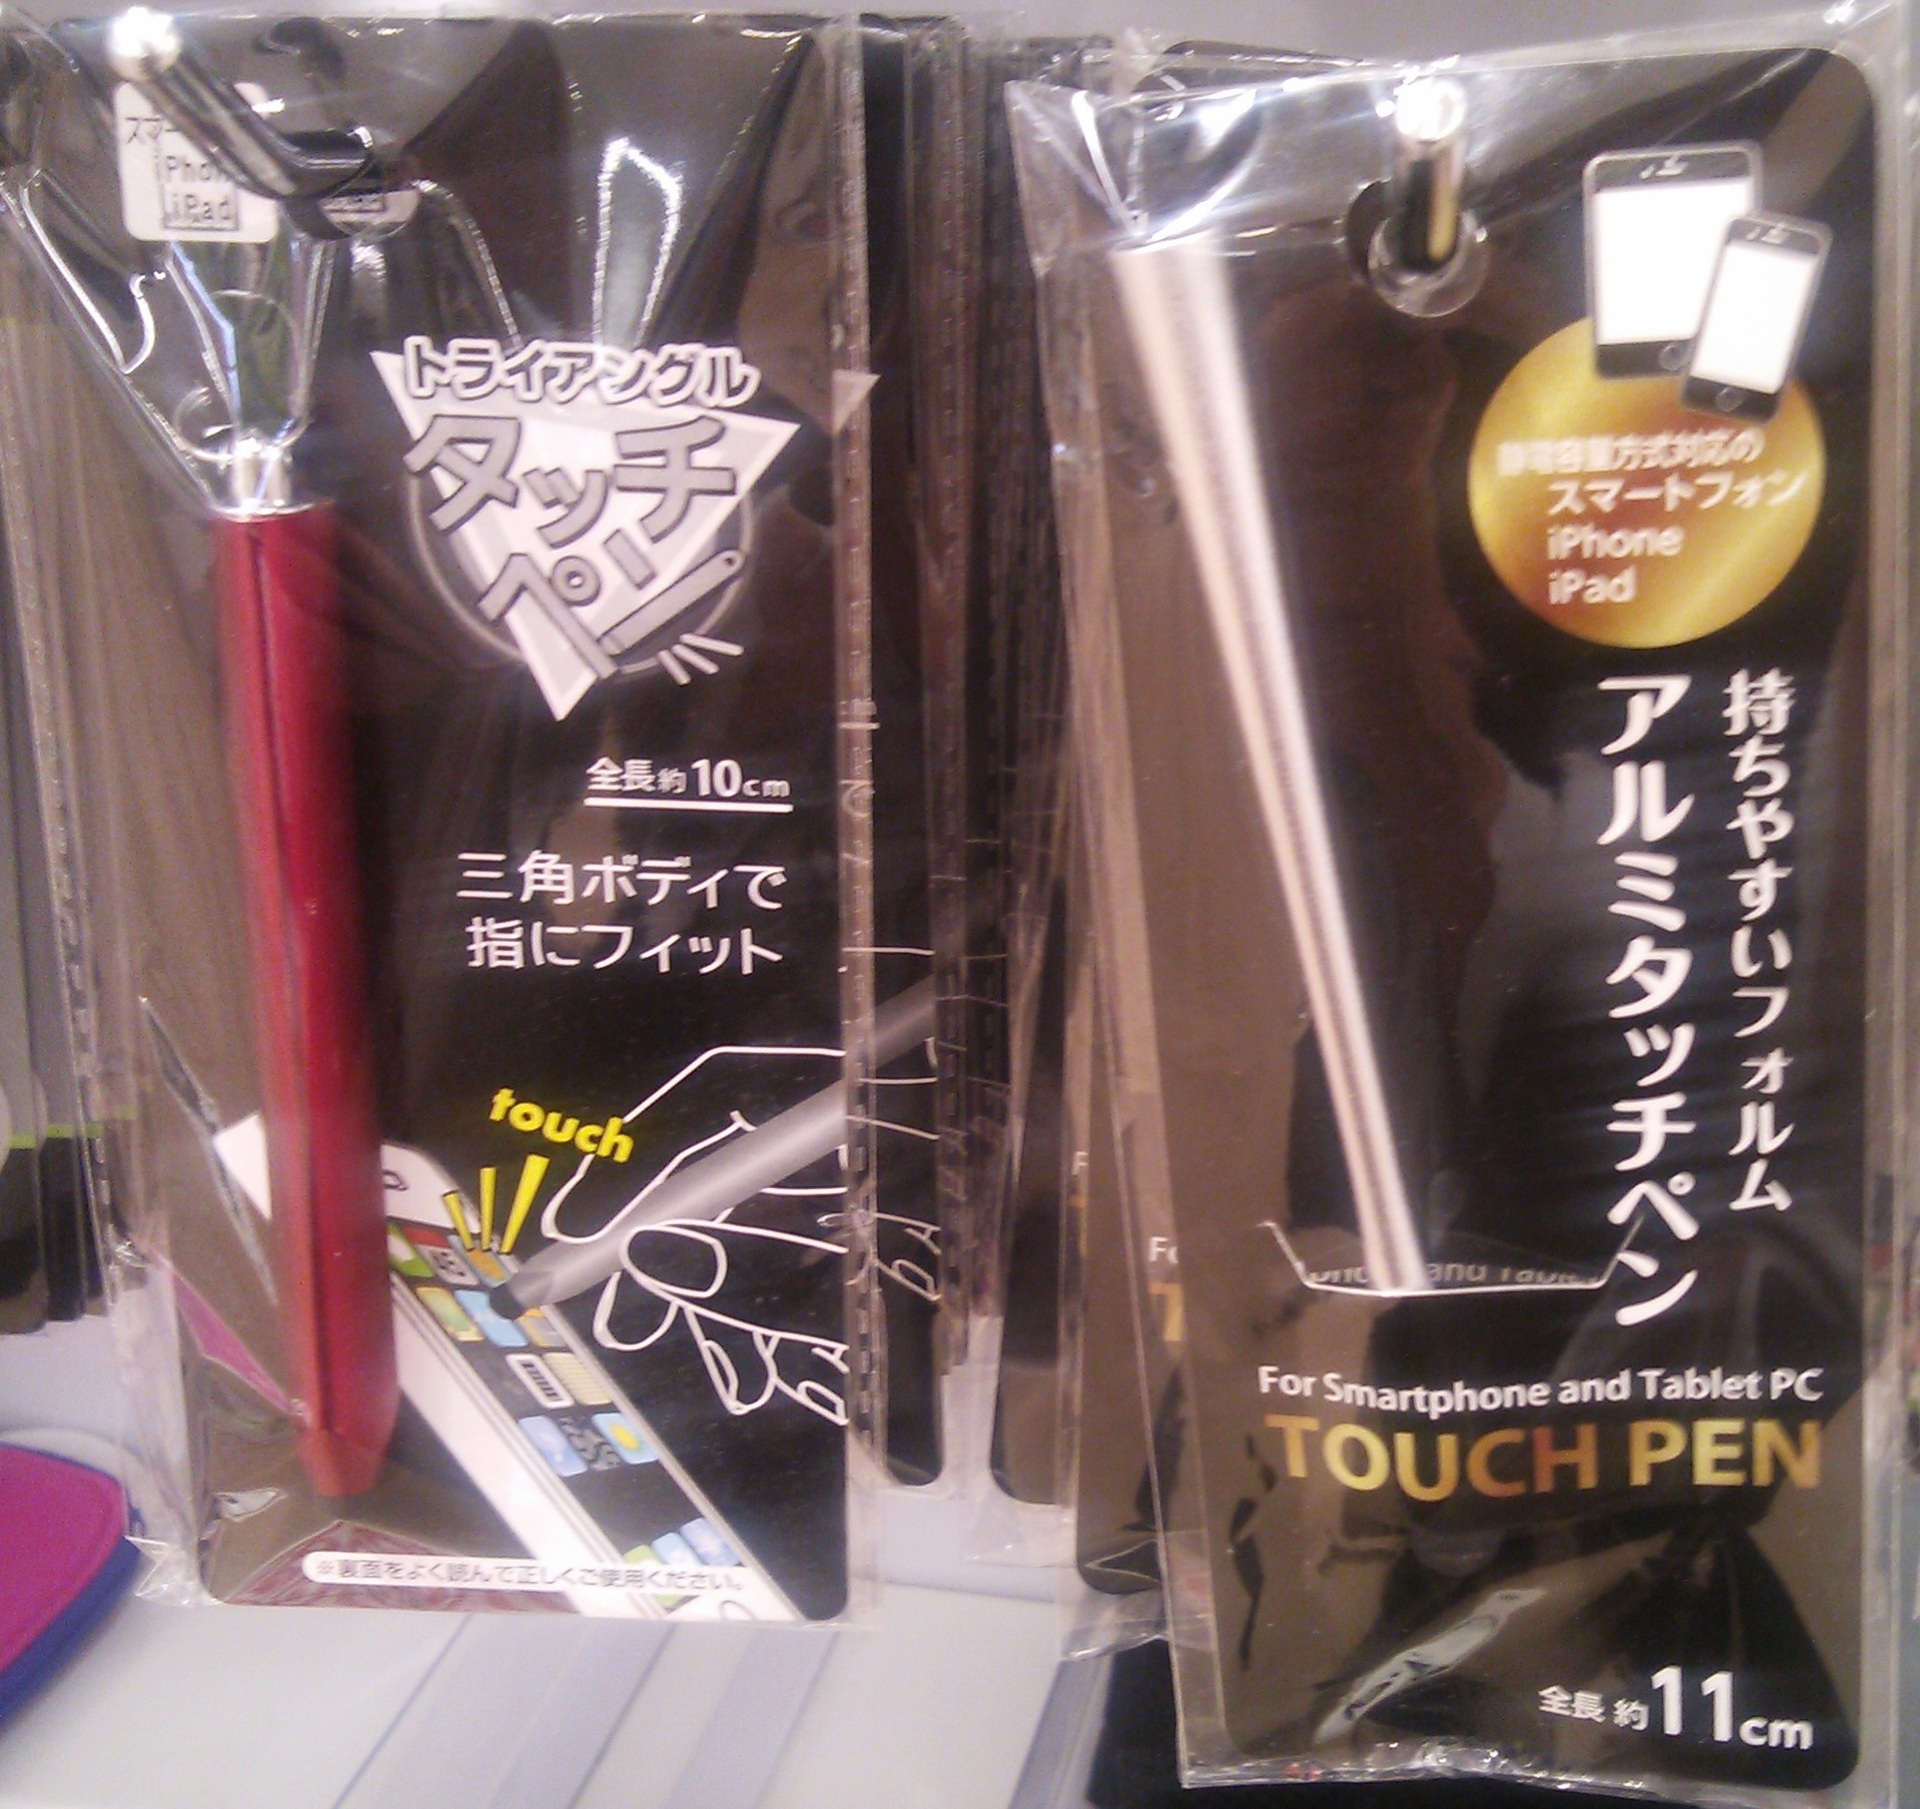 iPad
トライアングル
タッチ
ペン
全長約10cm
三角ボディで
指にフィット
touch
※裏面をよく読んで正しくご使用ください。
静電容量方式対応の
スマートフォン
iPhone
iPad
持ちやすいフォルム
アルミタッチペン
For Smartphone and Tablet PC
TOUCH PEN
全長約11cm